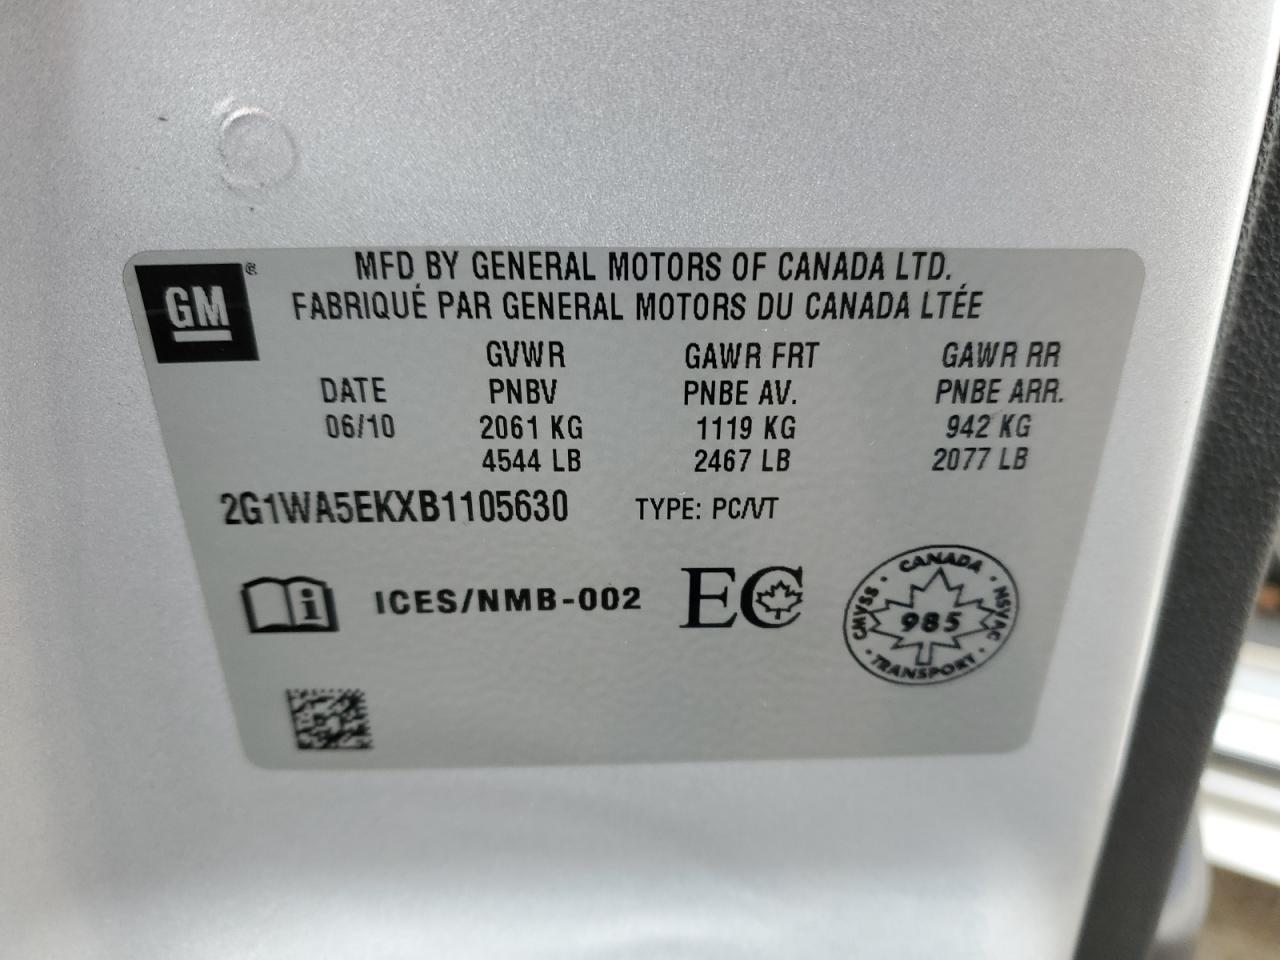 GM®
MFD BY GENERAL MOTORS OF CANADA LTD.
FABRIQUÉ PAR GENERAL MOTORS DU CANADA LTÉE
GVWR GAWR FRT GAWR RR
DATE PNBV PNBE AV. PNBE ARR.
06/10 2061 KG 1119 KG 942 KG
4544 LB 2467 LB 2077 LB
2G1WA5EKXB1105630 TYPE: PC/VT
i ICES/NMB-002 EC
CANADA
CMVSS · 985 · NSVAC
TRANSPORT